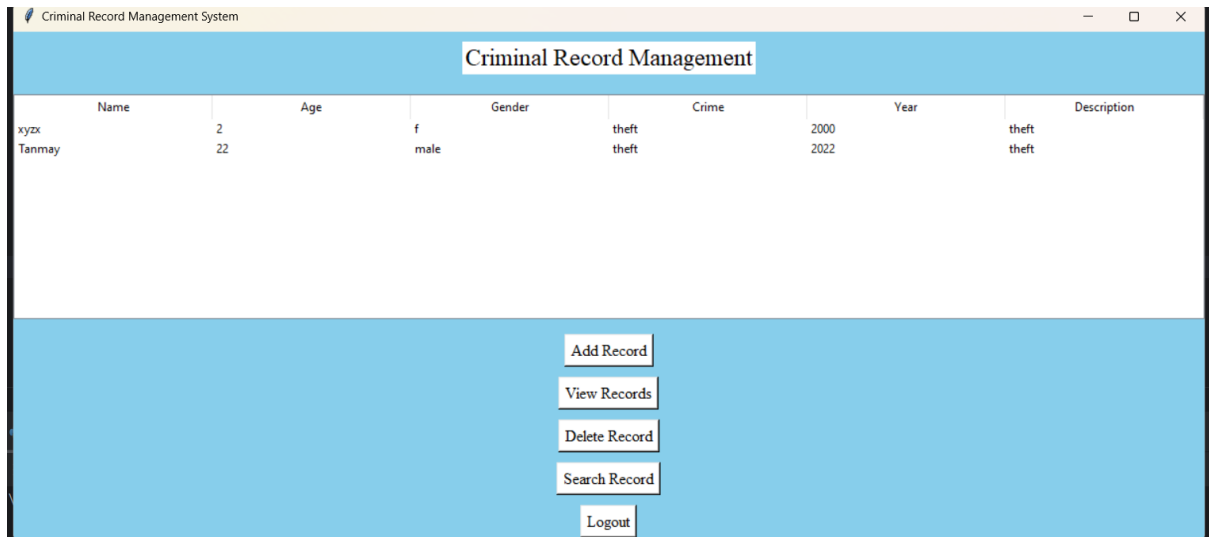 Criminal Record Management System
Criminal Record Management
Name Age Gender Crime Year Description
xyzx 2 f theft 2000 theft
Tanmay 22 male theft 2022 theft
Add Record
View Records
Delete Record
Search Record
Logout